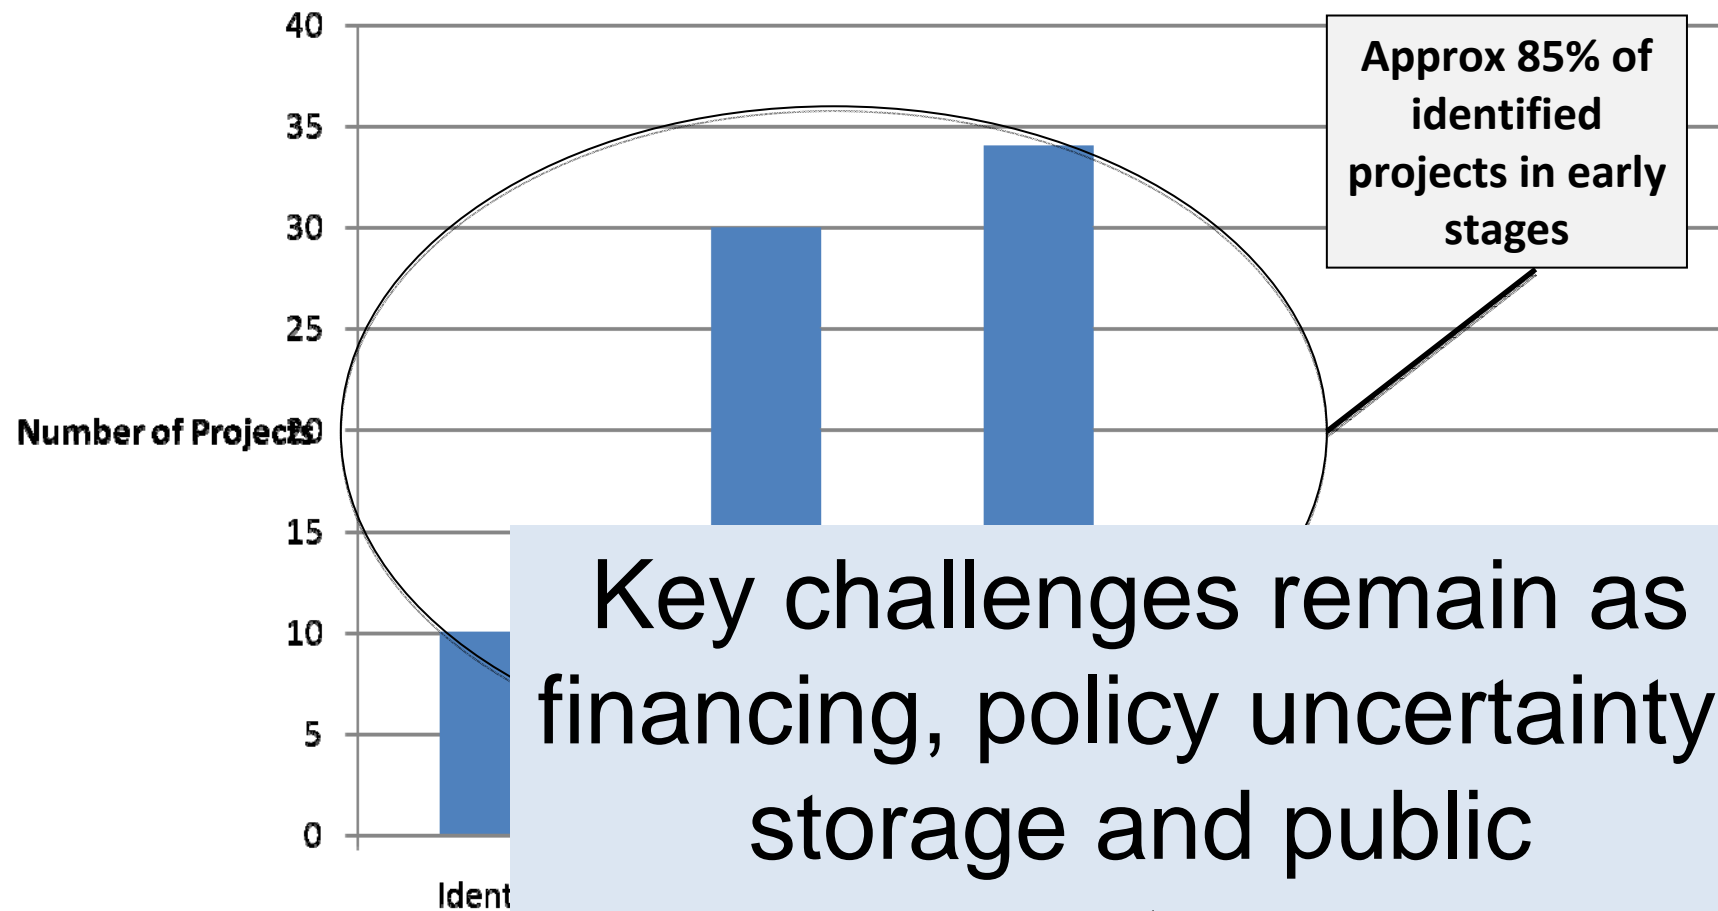 40
35
30
25
20
15
10
5
0
Number of Projects
Approx 85% of
identified
projects in early
stages
Key challenges remain as
financing, policy uncertainty
storage and public
Ident